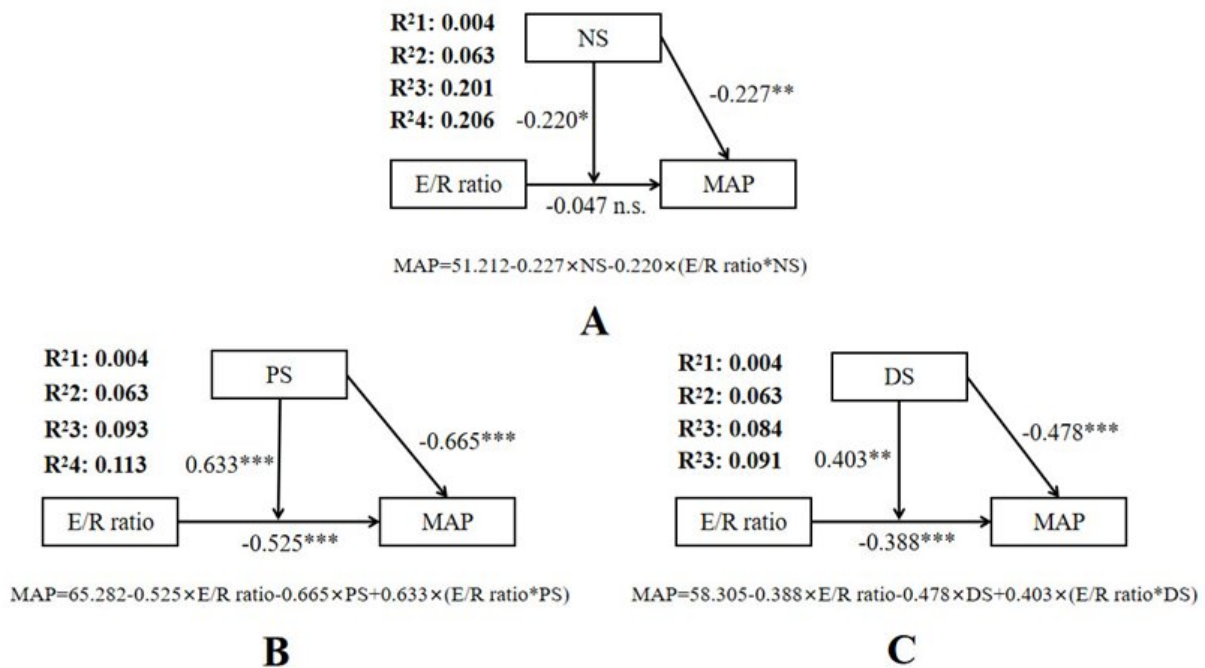 R²1: 0.004
R²2: 0.063
R²3: 0.201
R²4: 0.206
NS
-0.220*
-0.227**
E/R ratio
MAP
-0.047 n.s.
MAP=51.212-0.227×NS-0.220×(E/R ratio*NS)
A
R²1: 0.004
R²2: 0.063
R²3: 0.093
R²4: 0.113
PS
0.633***
-0.665***
E/R ratio
MAP
-0.525***
MAP=65.282-0.525×E/R ratio-0.665×PS+0.633×(E/R ratio*PS)
B
R²1: 0.004
R²2: 0.063
R²3: 0.084
R²3: 0.091
DS
0.403**
-0.478***
E/R ratio
MAP
-0.388***
MAP=58.305-0.388×E/R ratio-0.478×DS+0.403×(E/R ratio*DS)
C